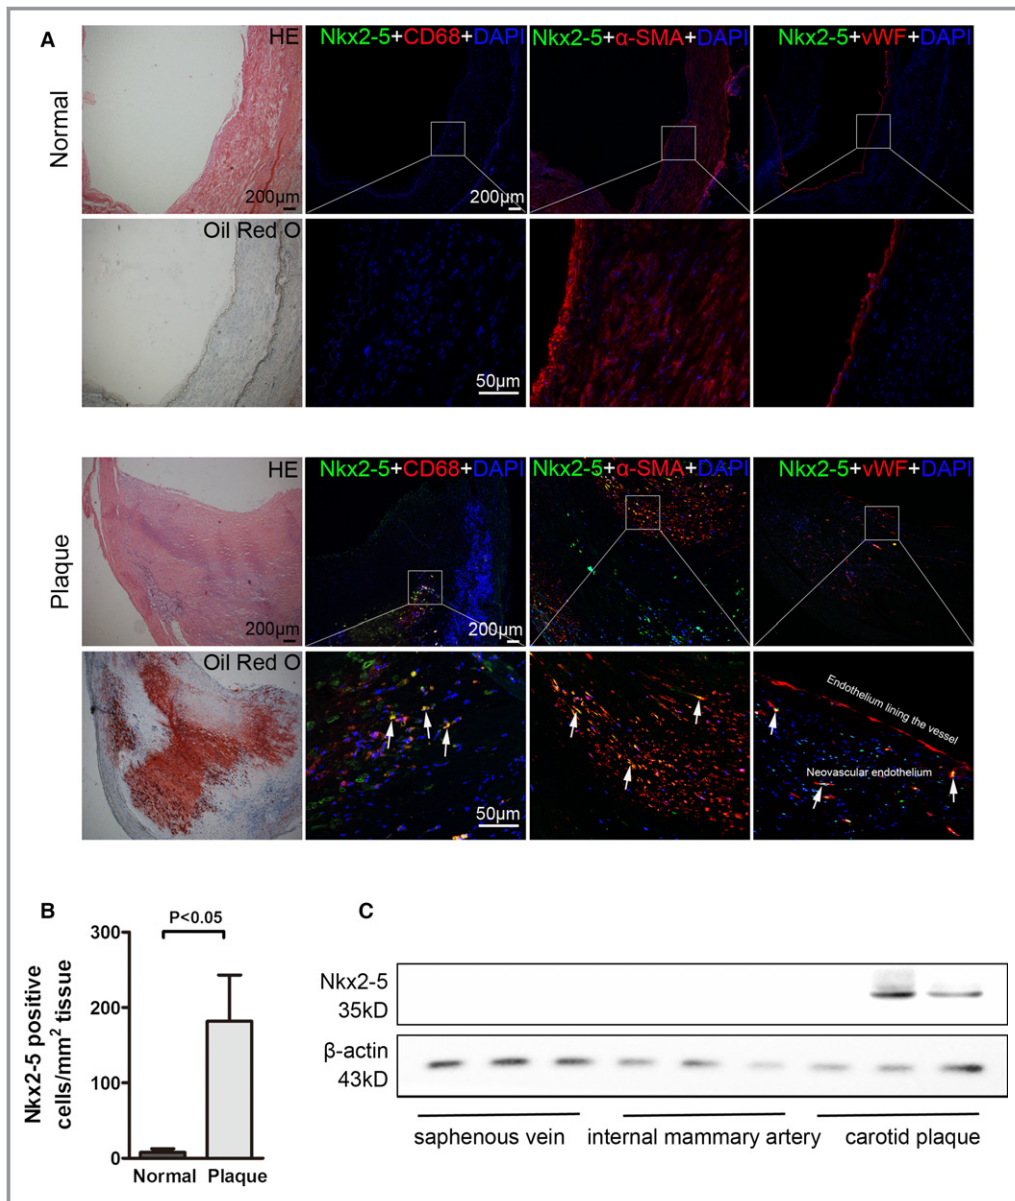 A
Normal
HE
200μm
Nkx2-5+CD68+DAPI
200μm
Nkx2-5+α-SMA+DAPI
Nkx2-5+vWF+DAPI
Oil Red O
50μm
Plaque
HE
200μm
Nkx2-5+CD68+DAPI
200μm
Nkx2-5+α-SMA+DAPI
Nkx2-5+vWF+DAPI
Oil Red O
50μm
Endothelium lining the vessel
Neovascular endothelium
B
P<0.05
Nkx2-5 positive
cells/mm² tissue
300
200
100
0
Normal
Plaque
C
Nkx2-5
35kD
β-actin
43kD
saphenous vein
internal mammary artery
carotid plaque